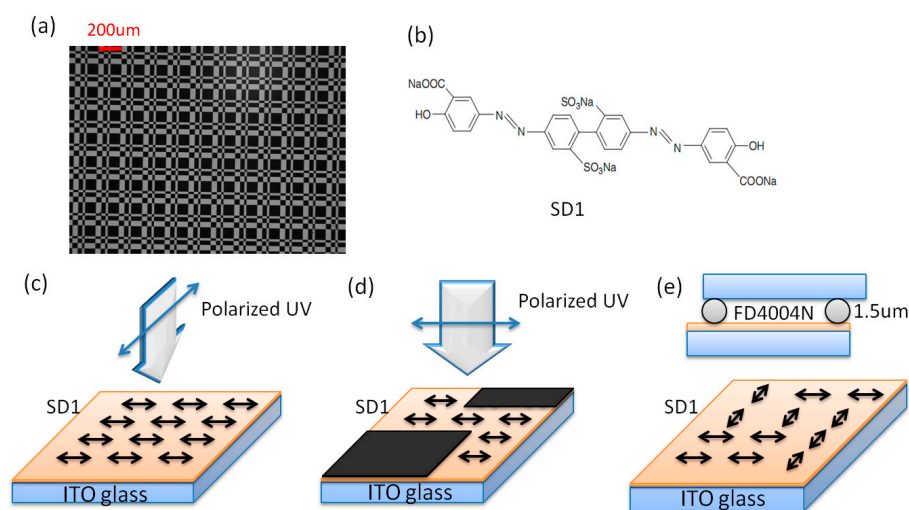 (a)
200um
(b)
NaOOC
HO
N
N
SO₃Na
SO₃Na
N
N
OH
COONa
SD1
(c)
Polarized UV
SD1
ITO glass
(d)
Polarized UV
SD1
ITO glass
(e)
FD4004N
1.5um
SD1
ITO glass